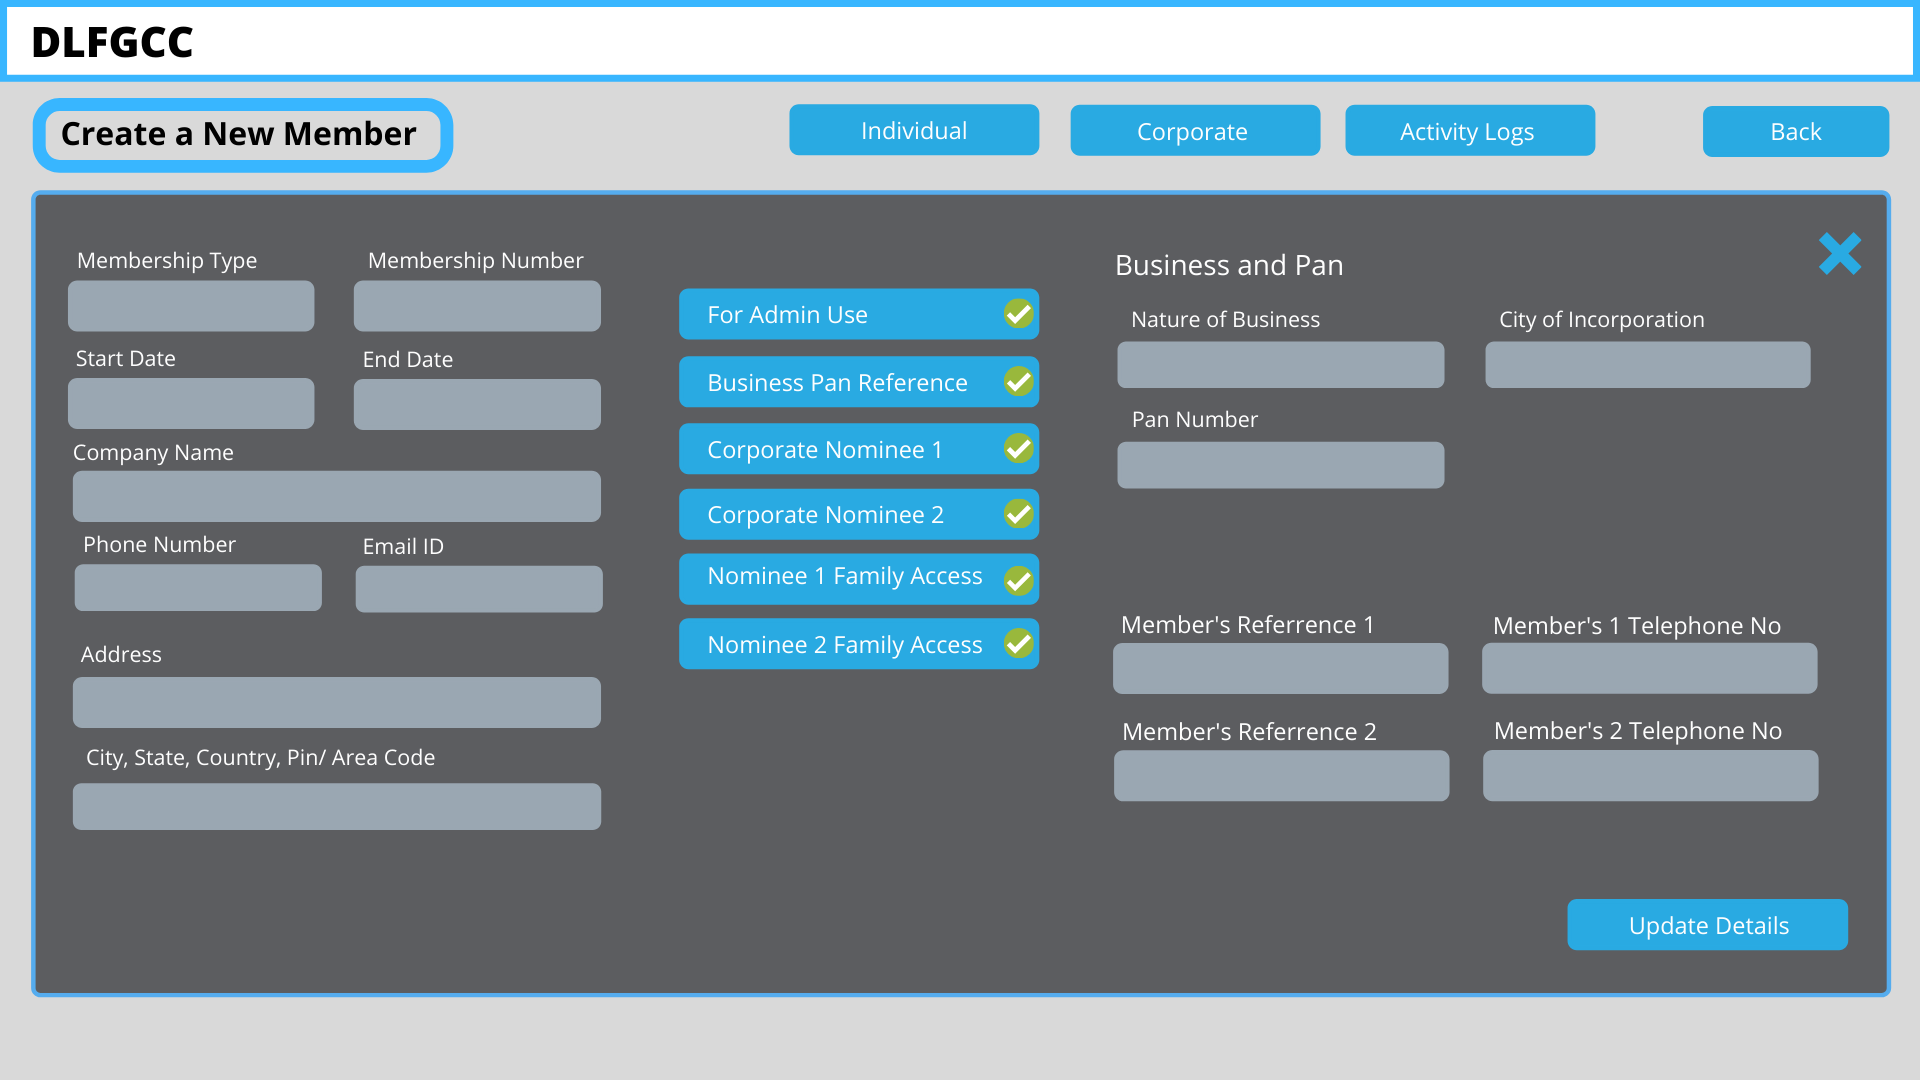 DLFGCC
Create a New Member
Individual
Corporate
Activity Logs
Back
Membership Type
Membership Number
Start Date
End Date
Company Name
Phone Number
Email ID
Address
City, State, Country, Pin/ Area Code
For Admin Use
Business Pan Reference
Corporate Nominee 1
Corporate Nominee 2
Nominee 1 Family Access
Nominee 2 Family Access
Business and Pan
Nature of Business
City of Incorporation
Pan Number
Member's Referrence 1
Member's 1 Telephone No
Member's Referrence 2
Member's 2 Telephone No
Update Details